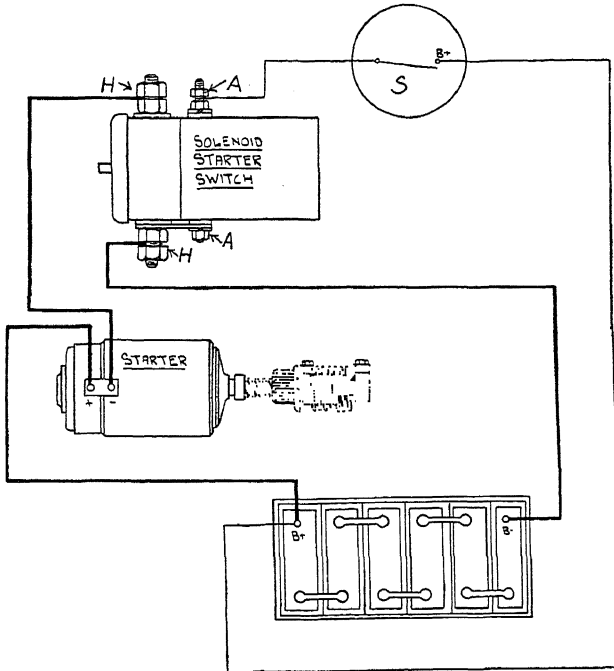 H
A
B+
S
SOLENOID
STARTER
SWITCH
A
H
STARTER
+ -
B+
B-